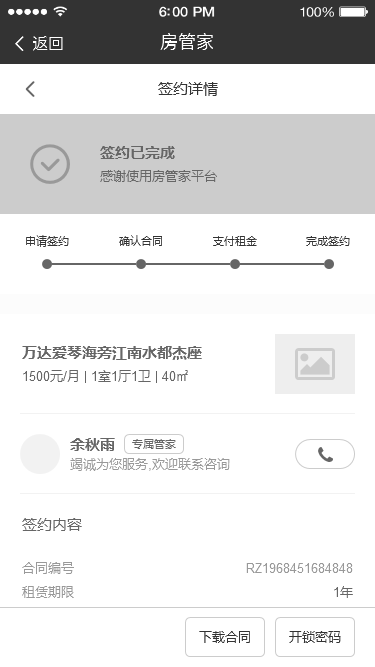 6:00 PM
100%
返回
房管家
签约详情
签约已完成
感谢使用房管家平台
申请签约
确认合同
支付租金
完成签约
万达爱琴海旁江南水都杰座
1500元/月 | 1室1厅1卫 | 40㎡
余秋雨
专属管家
竭诚为您服务,欢迎联系咨询
签约内容
合同编号
RZ1968451684848
租赁期限
1年
下载合同
开锁密码